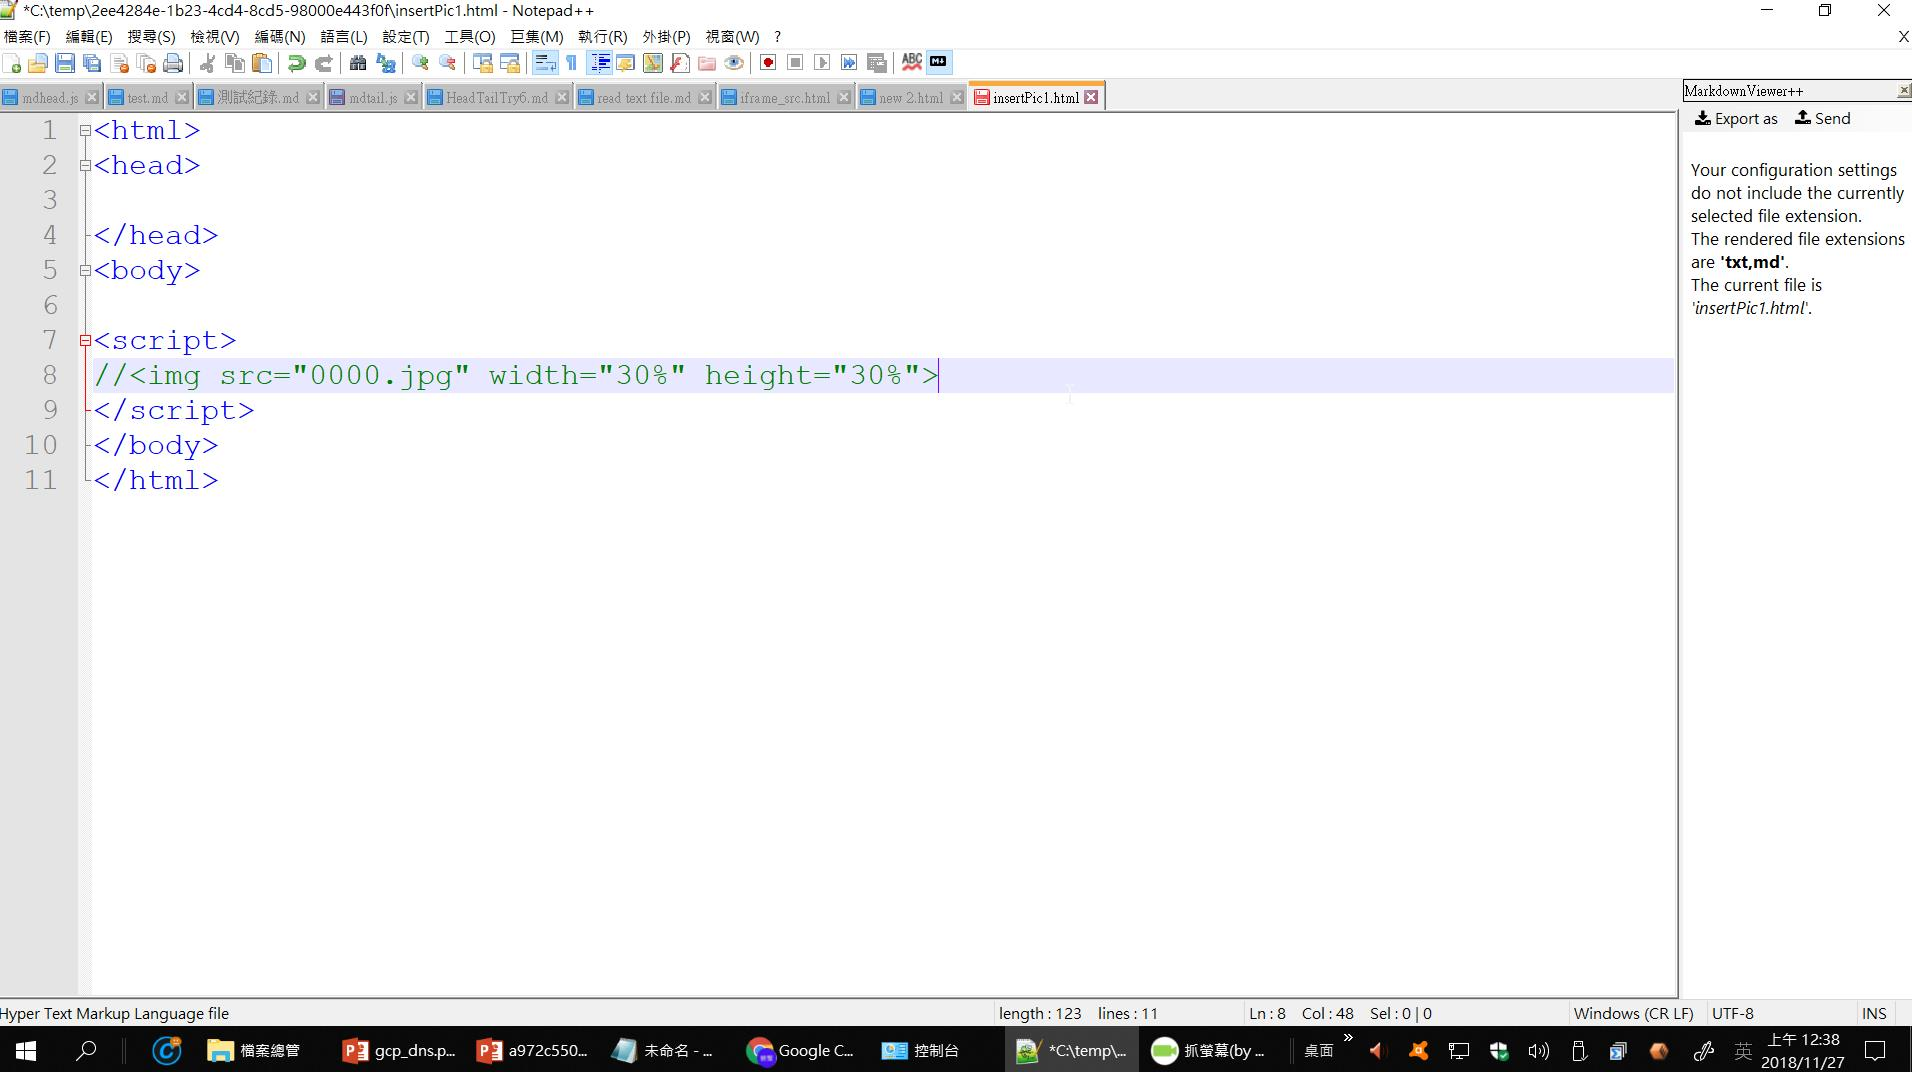 *C:\temp\2ee4284e-1b23-4cd4-8cd5-98000e443f0f\insertPic1.html - Notepad++
檔案(F) 編輯(E) 搜尋(S) 檢視(V) 編碼(N) 語言(L) 設定(T) 工具(O) 巨集(M) 執行(R) 外掛(P) 視窗(W) ? X
ABC
mdhead.js test.md 測試紀錄.md mdtail.js HeadTailTry6.md read text file.md iframe_src.html new 2.html insertPic1.html
1 <html>
2 <head>
3
4 </head>
5 <body>
6
7 <script>
8 //<img src="0000.jpg" width="30%" height="30%">
9 </script>
10 </body>
11 </html>
MarkdownViewer++
Export as Send
Your configuration settings
do not include the currently
selected file extension.
The rendered file extensions
are 'txt,md'.
The current file is
'insertPic1.html'.
Hyper Text Markup Language file length : 123 lines : 11 Ln : 8 Col : 48 Sel : 0 | 0 Windows (CR LF) UTF-8 INS
檔案總管 gcp_dns.p... a972c550... 未命名 - ... Google C... 控制台 *C:\temp\... 抓螢幕(by ... 桌面 » 英 上午 12:38
2018/11/27